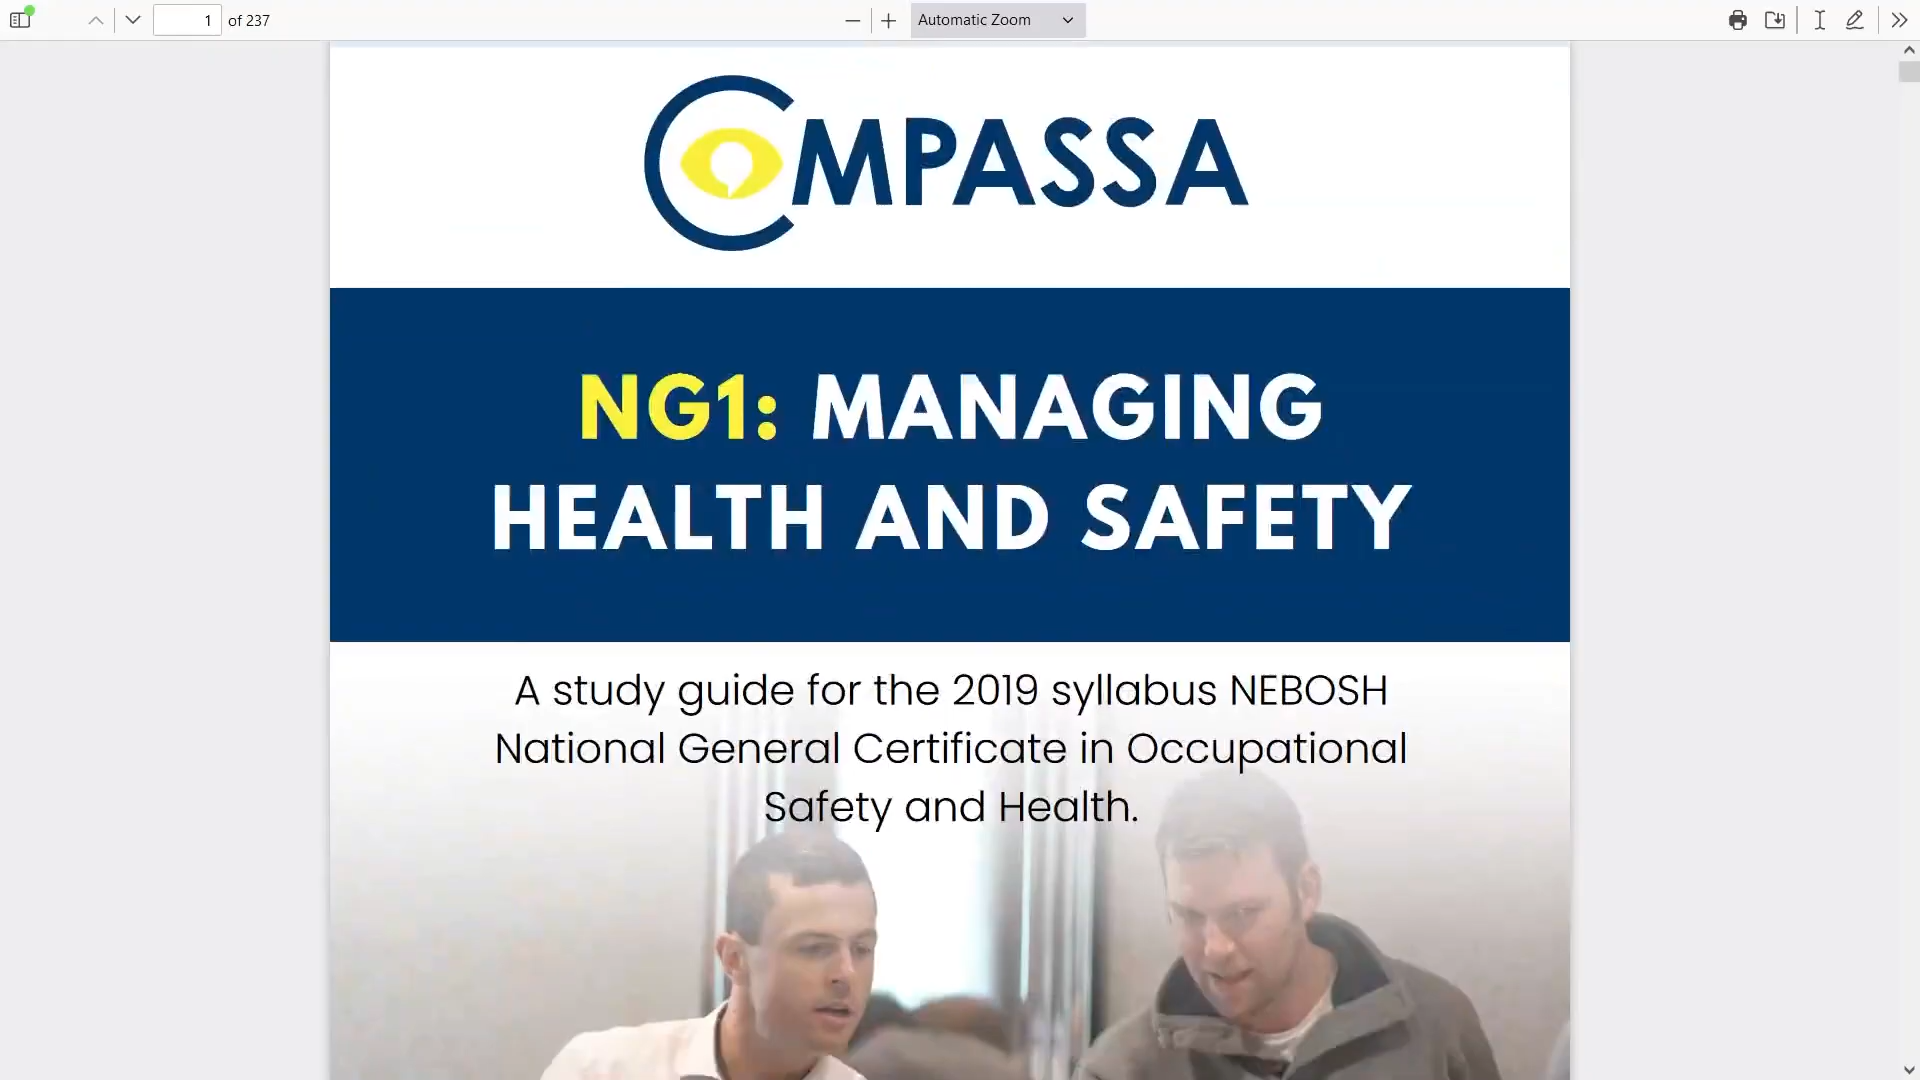 1 of 237
Automatic Zoom
COMPASSA
NG1: MANAGING
HEALTH AND SAFETY
A study guide for the 2019 syllabus NEBOSH
National General Certificate in Occupational
Safety and Health.